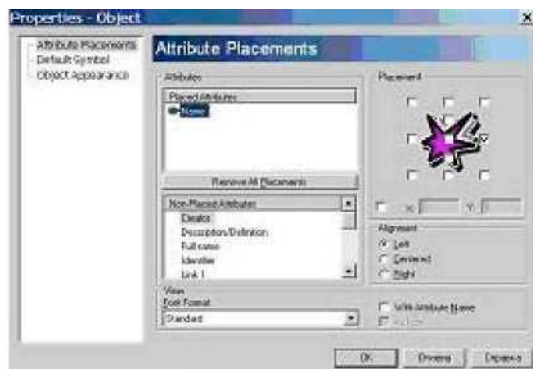 Properties - Object
Attribute Placements
Default Symbol
Object Appearance
Attribute Placements
Attributes
Placed Attributes
Name
Remove All Placements
Non-Placed Attributes
Creator
Description/Definition
Full name
Identifier
Link 1
Placement
X:
Y:
Alignment
Left
Centered
Right
View
Font Format
Standard
With Attribute Name
OK
Отмена
Справка